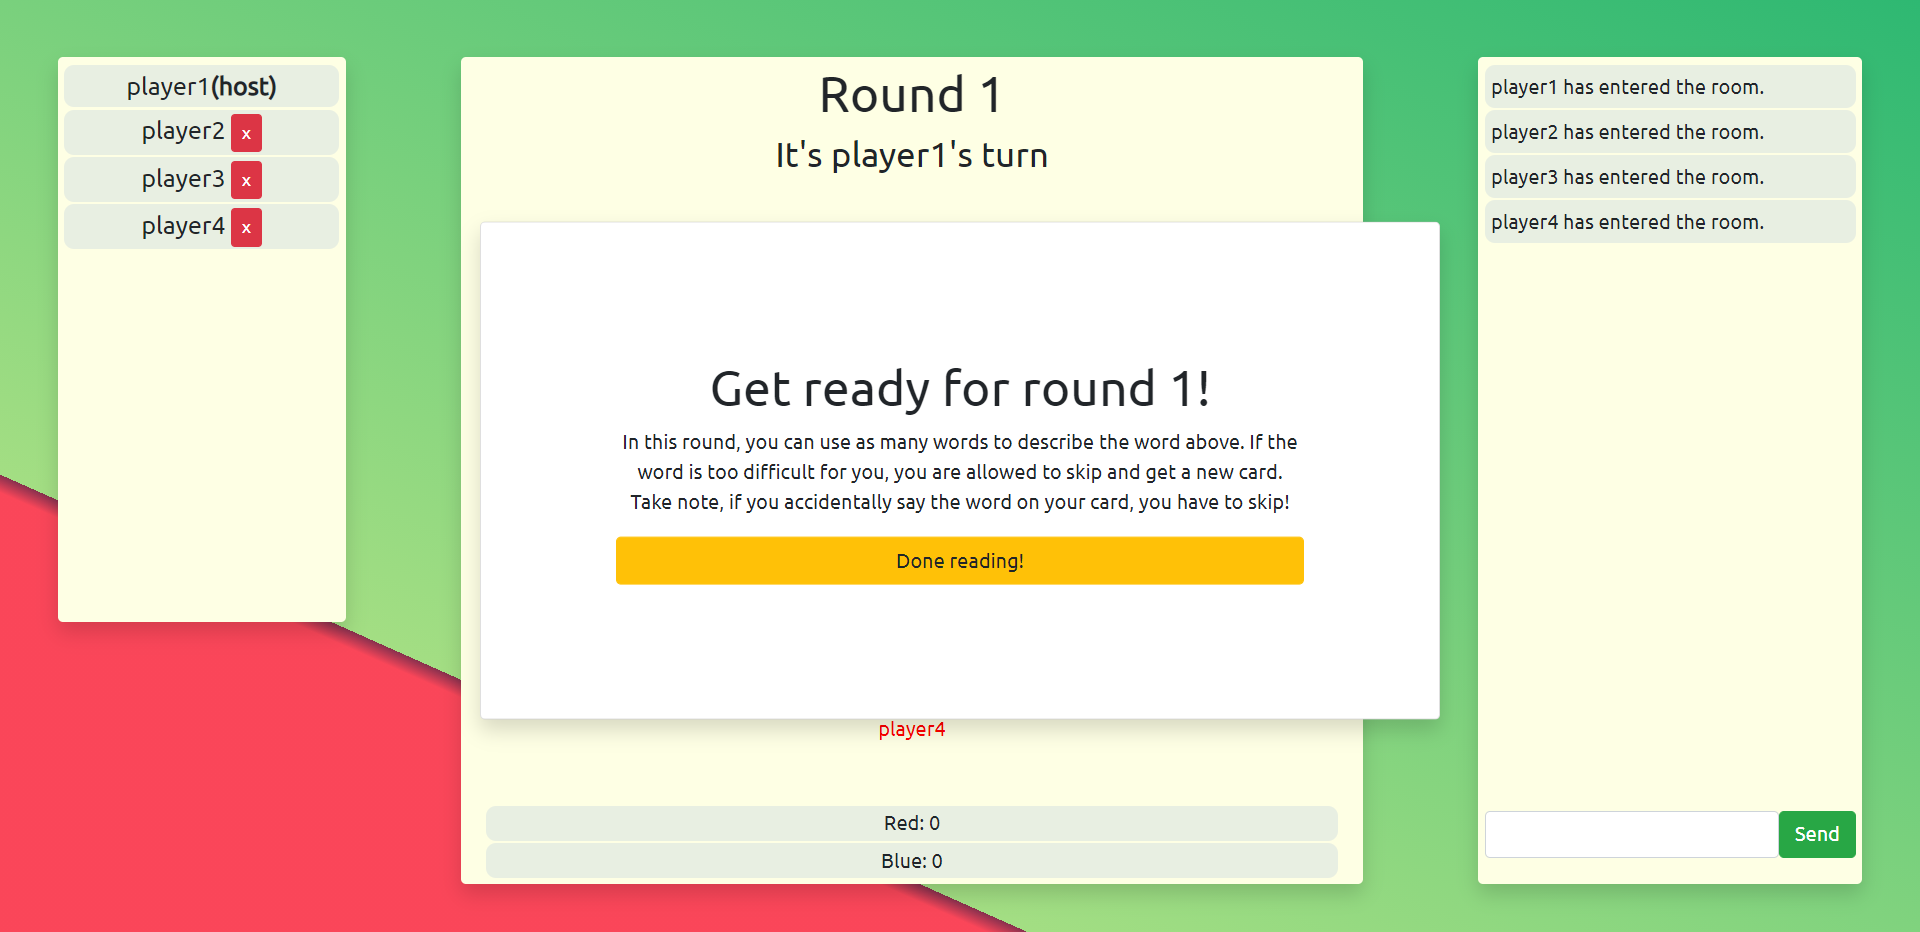 player1(host)
player2 x
player3 x
player4 x
Round 1
It's player1's turn
Get ready for round 1!
In this round, you can use as many words to describe the word above. If the
word is too difficult for you, you are allowed to skip and get a new card.
Take note, if you accidentally say the word on your card, you have to skip!
Done reading!
player4
Red: 0
Blue: 0
player1 has entered the room.
player2 has entered the room.
player3 has entered the room.
player4 has entered the room.
Send